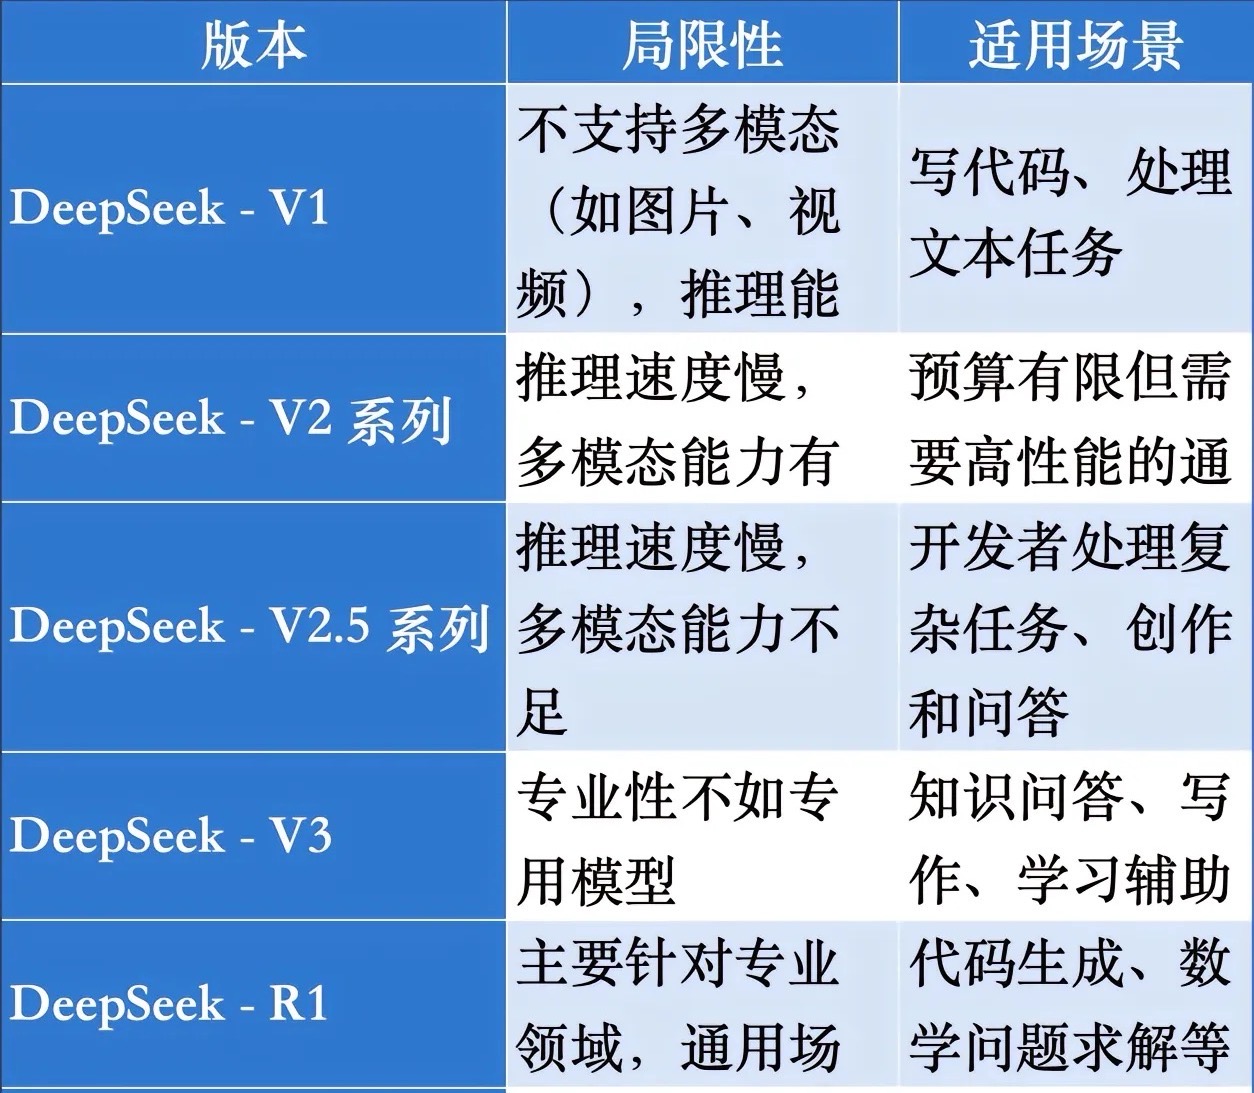 版本 局限性 适用场景
DeepSeek - V1
不支持多模态
（如图片、视
频），推理能
写代码、处理
文本任务
DeepSeek - V2 系列
推理速度慢，
多模态能力有
预算有限但需
要高性能的通
DeepSeek - V2.5 系列
推理速度慢，
多模态能力不
足
开发者处理复
杂任务、创作
和问答
DeepSeek - V3
专业性不如专
用模型
知识问答、写
作、学习辅助
DeepSeek - R1
主要针对专业
领域，通用场
代码生成、数
学问题求解等